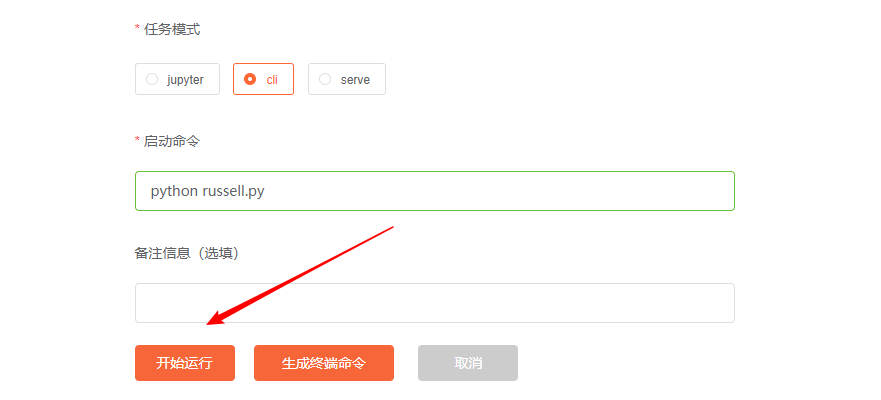 * 任务模式
jupyter cli serve
* 启动命令
python russell.py
备注信息（选填）
开始运行 生成终端命令 取消